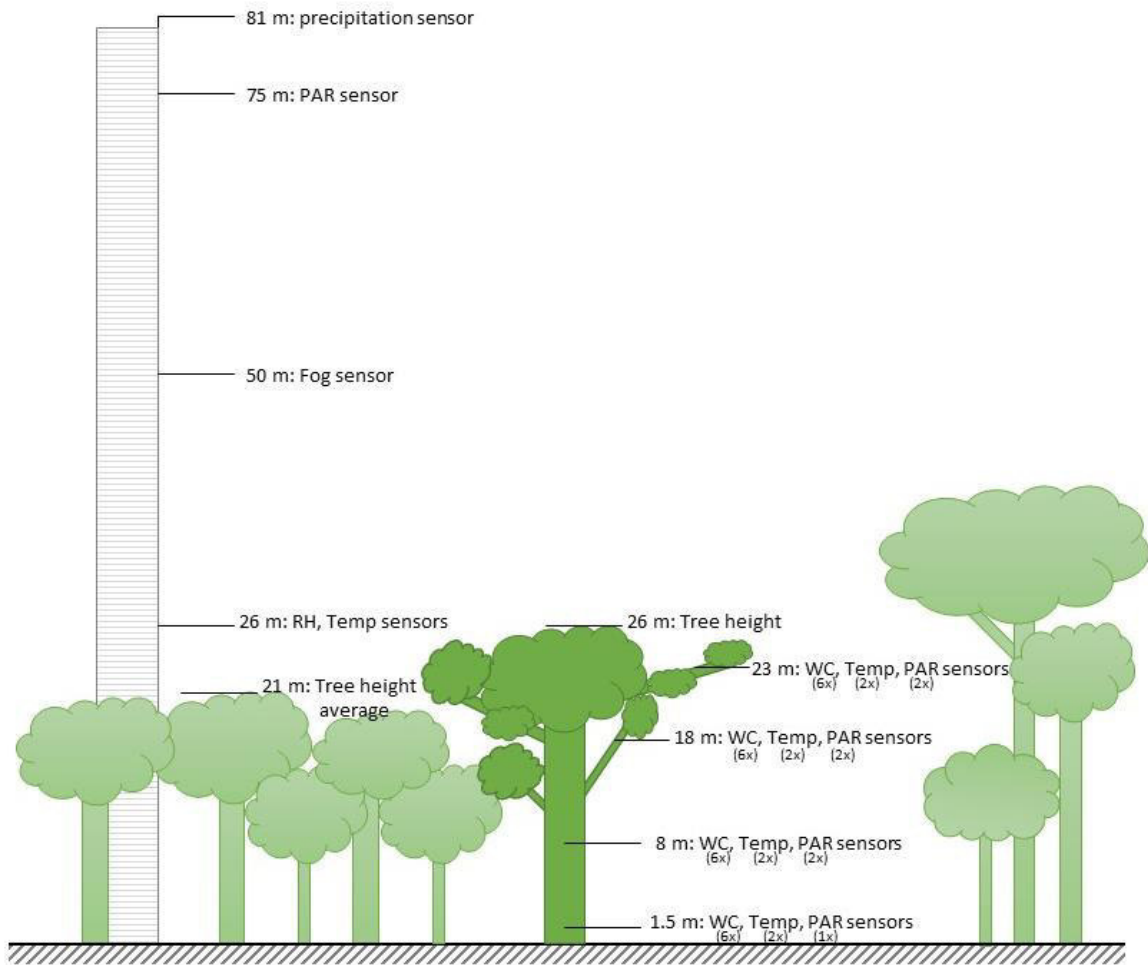 81 m: precipitation sensor
75 m: PAR sensor
50 m: Fog sensor
26 m: RH, Temp sensors
26 m: Tree height
23 m: WC, Temp, PAR sensors
(6x) (2x) (2x)
21 m: Tree height
average
18 m: WC, Temp, PAR sensors
(6x) (2x) (2x)
8 m: WC, Temp, PAR sensors
(6x) (2x) (2x)
1.5 m: WC, Temp, PAR sensors
(6x) (2x) (1x)